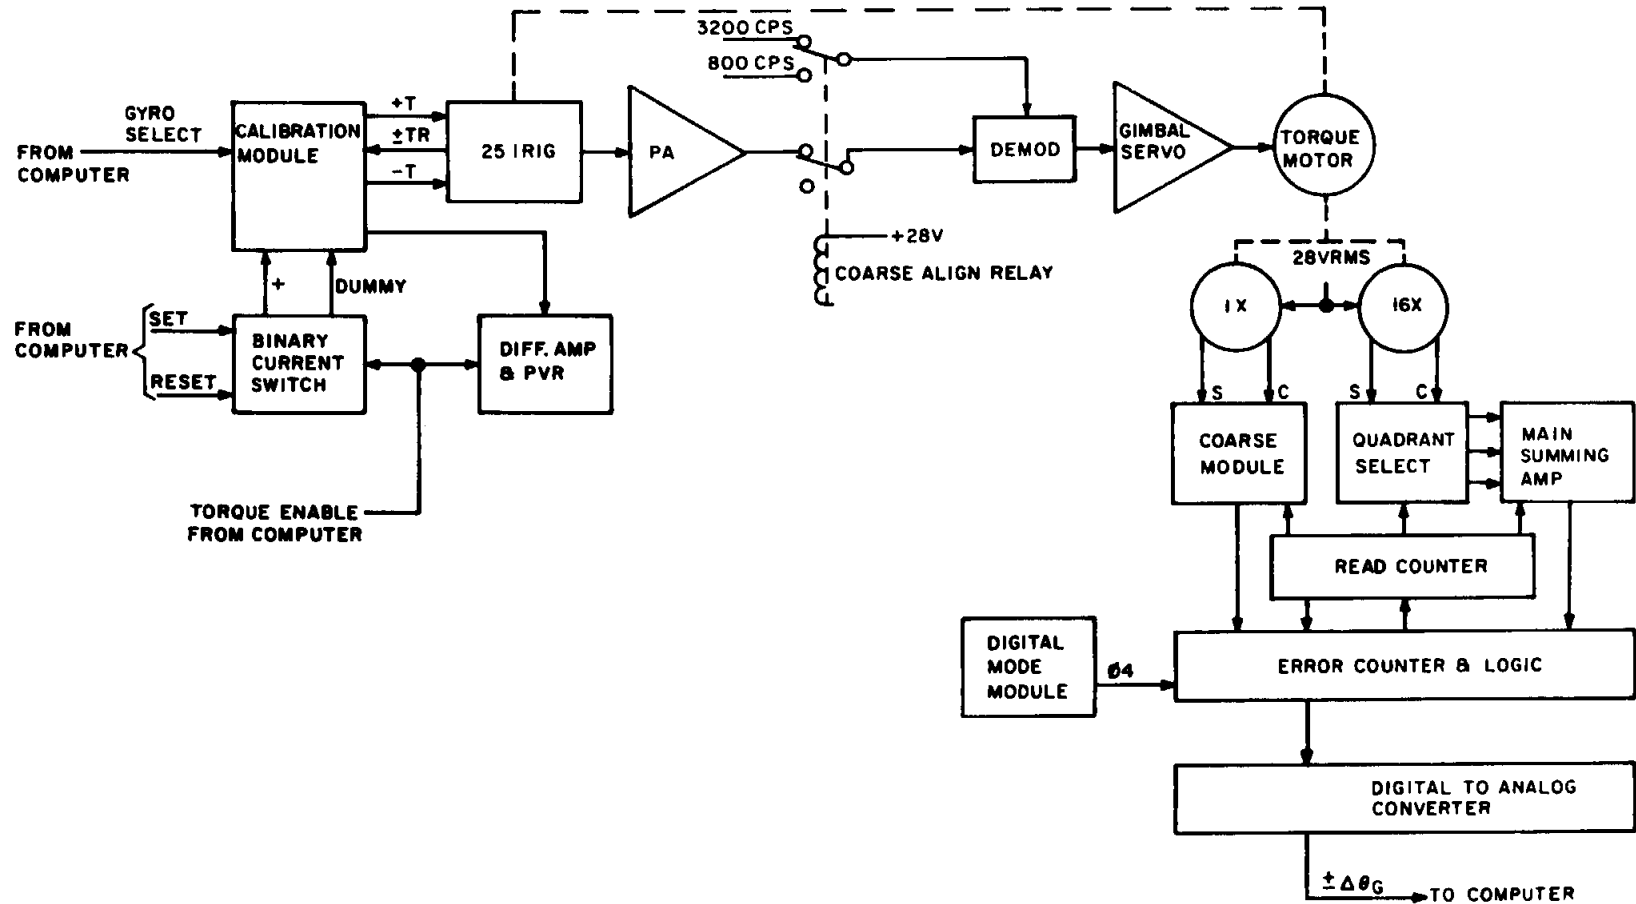 3200 CPS
800 CPS
GYRO
SELECT
FROM
COMPUTER
CALIBRATION
MODULE
+T
±TR
-T
25 IRIG
PA
DEMOD
GIMBAL
SERVO
TORQUE
MOTOR
+28V
COARSE ALIGN RELAY
28VRMS
1X
16X
+
DUMMY
FROM
COMPUTER
SET
RESET
BINARY
CURRENT
SWITCH
DIFF. AMP
& PVR
S
C
S
C
COARSE
MODULE
QUADRANT
SELECT
MAIN
SUMMING
AMP
TORQUE ENABLE
FROM COMPUTER
READ COUNTER
DIGITAL
MODE
MODULE
Ø4
ERROR COUNTER & LOGIC
DIGITAL TO ANALOG
CONVERTER
±ΔθG
TO COMPUTER